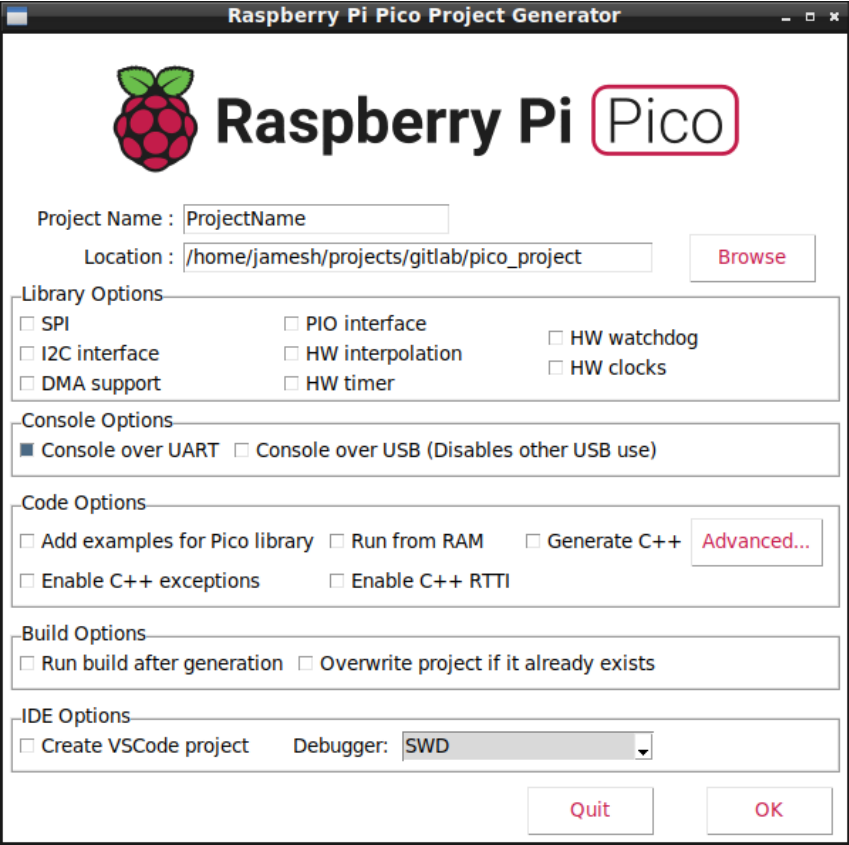 Raspberry Pi Pico Project Generator
Raspberry Pi Pico
Project Name : ProjectName
Location : /home/jamesh/projects/gitlab/pico_project Browse
Library Options
SPI PIO interface HW watchdog
I2C interface HW interpolation HW clocks
DMA support HW timer
Console Options
Console over UART Console over USB (Disables other USB use)
Code Options
Add examples for Pico library Run from RAM Generate C++ Advanced...
Enable C++ exceptions Enable C++ RTTI
Build Options
Run build after generation Overwrite project if it already exists
IDE Options
Create VSCode project Debugger: SWD
Quit OK